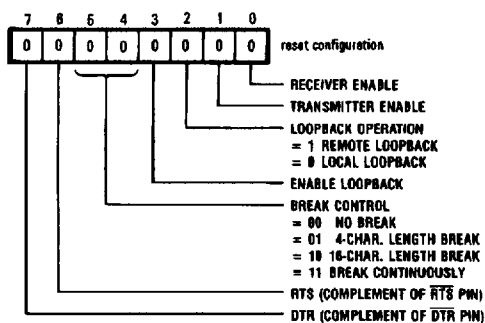 7 6 5 4 3 2 1 0
0 0 0 0 0 0 0 0 reset configuration
RECEIVER ENABLE
TRANSMITTER ENABLE
LOOPBACK OPERATION
= 1 REMOTE LOOPBACK
= 0 LOCAL LOOPBACK
ENABLE LOOPBACK
BREAK CONTROL
= 00 NO BREAK
= 01 4-CHAR. LENGTH BREAK
= 10 16-CHAR. LENGTH BREAK
= 11 BREAK CONTINUOUSLY
RTS (COMPLEMENT OF R̅T̅S̅ PIN)
DTR (COMPLEMENT OF D̅T̅R̅ PIN)